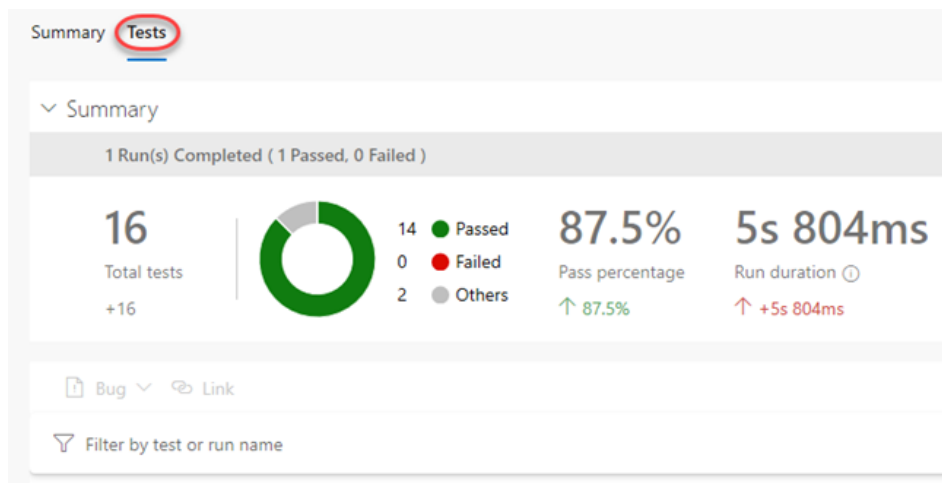 Summary Tests
Summary
1 Run(s) Completed ( 1 Passed, 0 Failed )
16
Total tests
+16
14 Passed
0 Failed
2 Others
87.5%
Pass percentage
↑ 87.5%
5s 804ms
Run duration
↑ +5s 804ms
Bug Link
Filter by test or run name